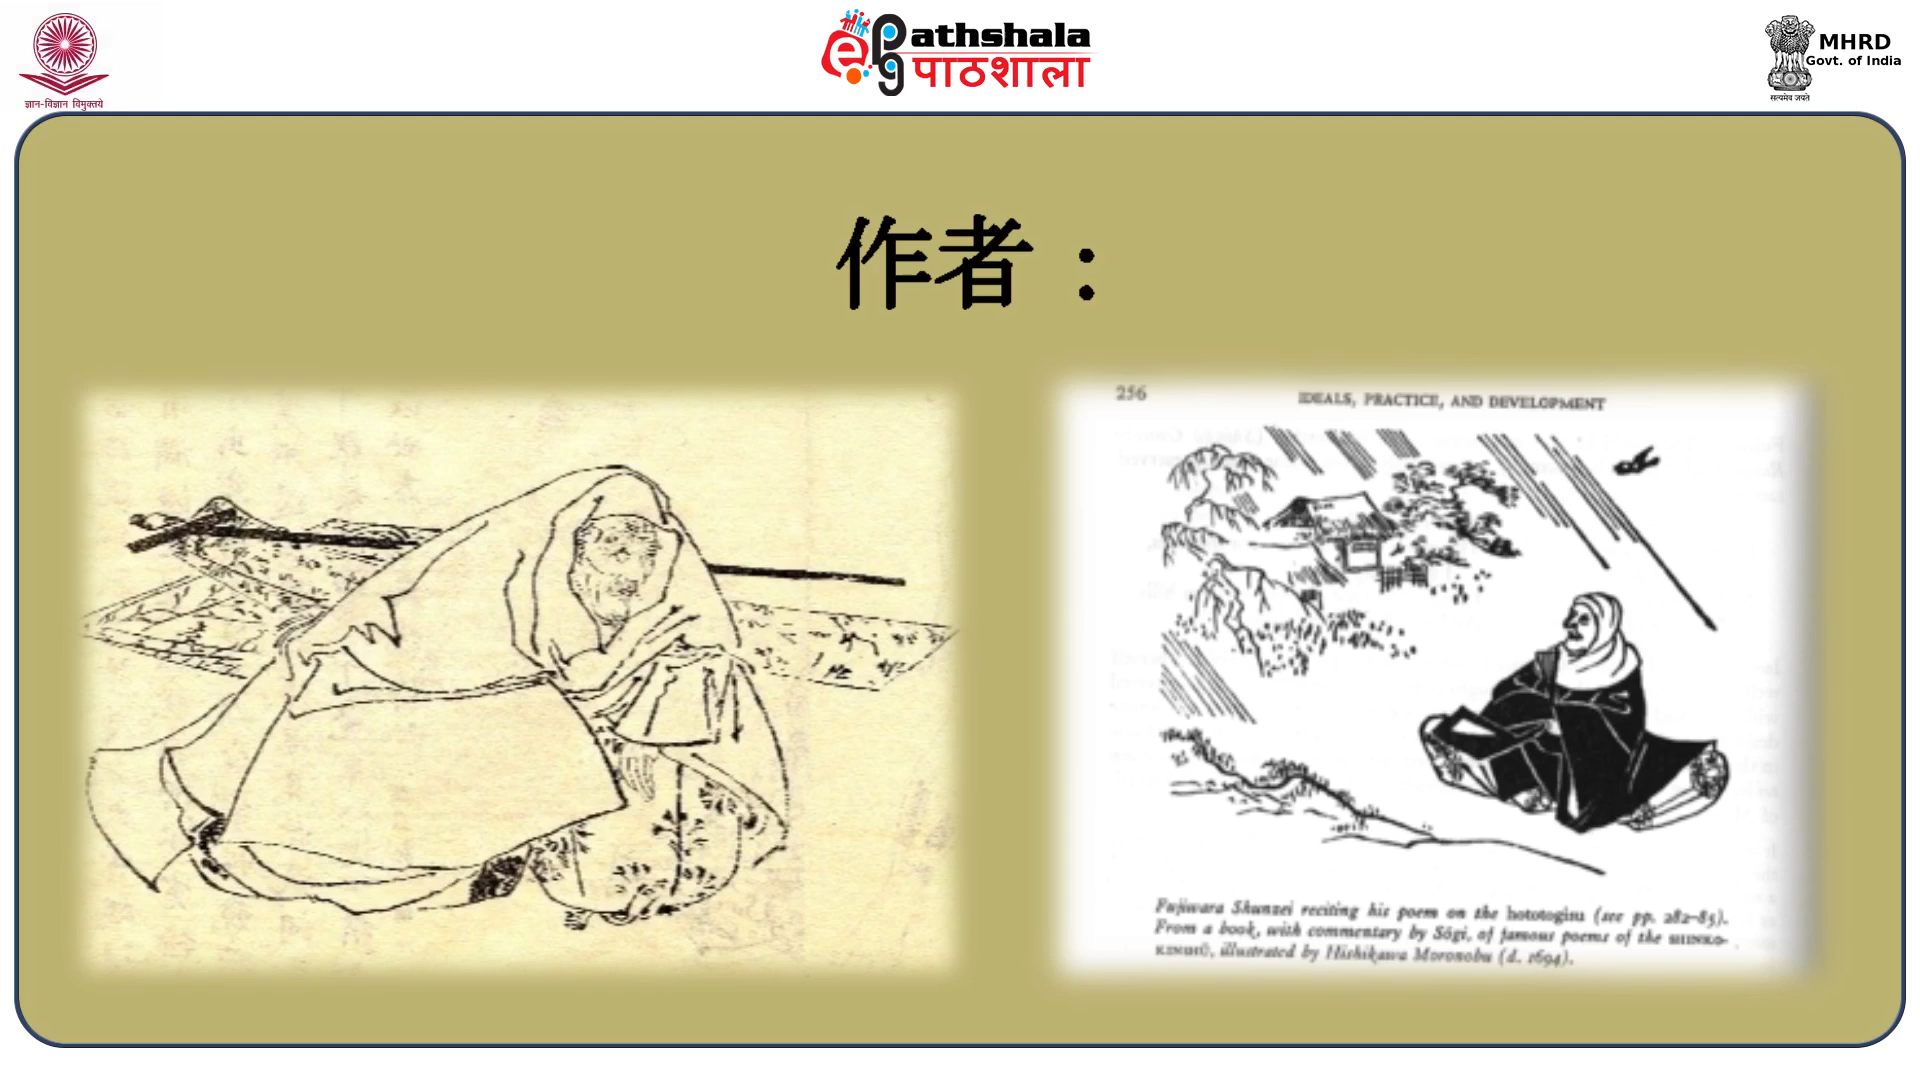 ज्ञान-विज्ञान विमुक्तये
ePG athshala
पाठशाला
MHRD
Govt. of India
सत्यमेव जयते
作者：
256 IDEALS, PRACTICE, AND DEVELOPMENT
Fujiwara Shunzei reciting his poem on the hototogisu (see pp. 282–85).
From a book, with commentary by Sōgi, of famous poems of the SHINKO-
KINSHŪ, illustrated by Hishikawa Moronobu (d. 1694).